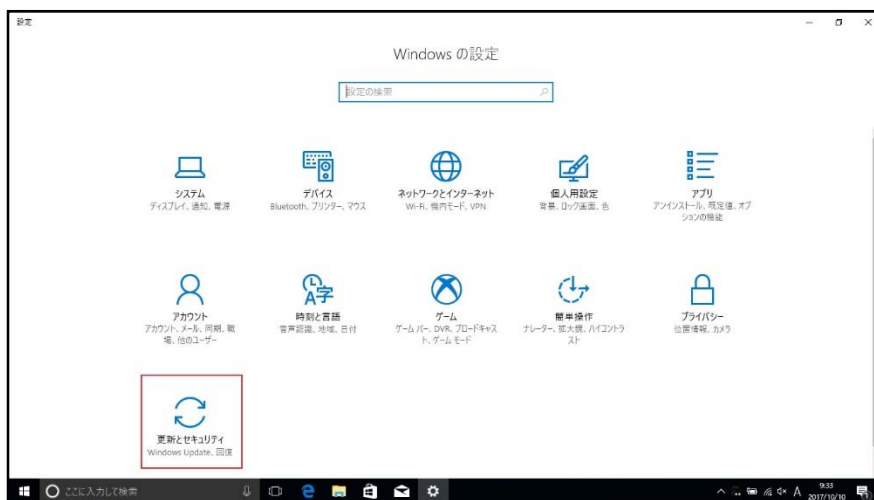 設定
Windows の設定
設定の検索
システム
ディスプレイ、通知、電源
デバイス
Bluetooth、プリンター、マウス
ネットワークとインターネット
Wi-Fi、機内モード、VPN
個人用設定
背景、ロック画面、色
アプリ
アンインストール、既定値、オプ
ションの機能
アカウント
アカウント、メール、同期、職
場、他のユーザー
時刻と言語
音声認識、地域、日付
ゲーム
ゲーム バー、DVR、ブロードキャス
ト、ゲーム モード
簡単操作
ナレーター、拡大鏡、ハイコントラ
スト
プライバシー
位置情報、カメラ
更新とセキュリティ
Windows Update、回復
ここに入力して検索
A
9:33
2017/10/10